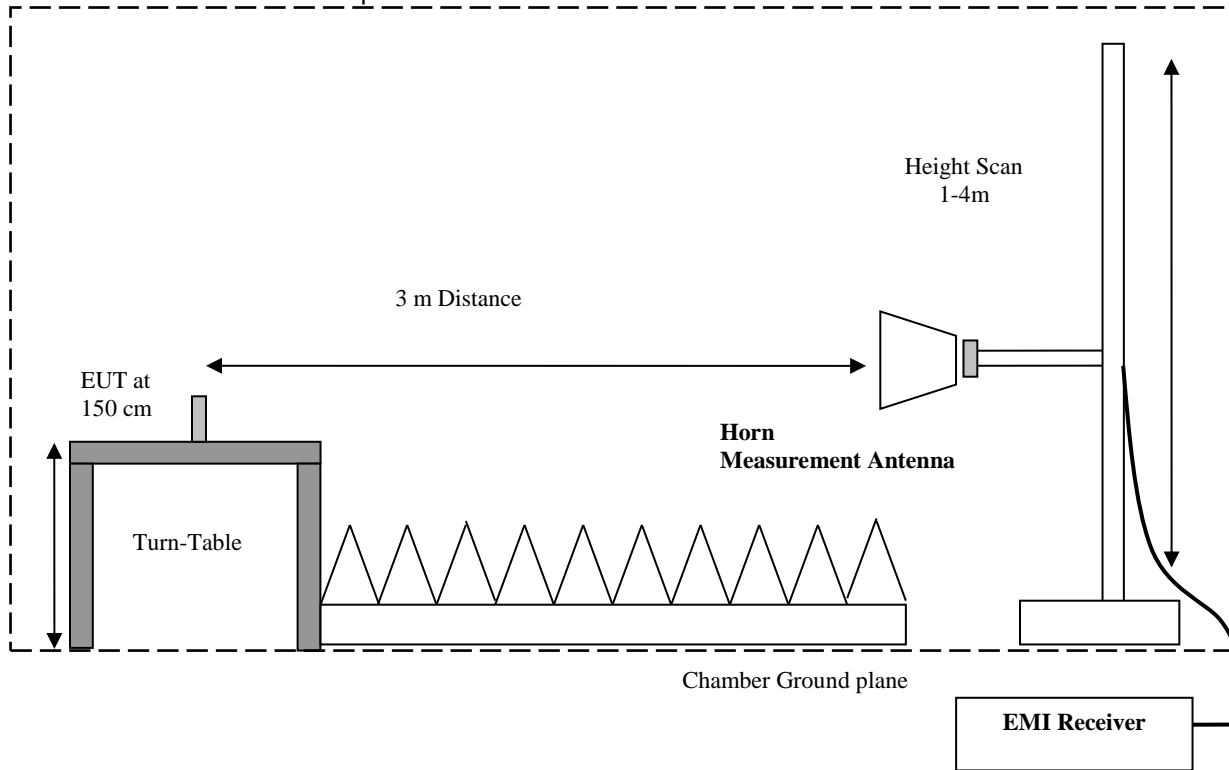 Height Scan
1-4m
3 m Distance
EUT at
150 cm
Horn
Measurement Antenna
Turn-Table
Chamber Ground plane
EMI Receiver